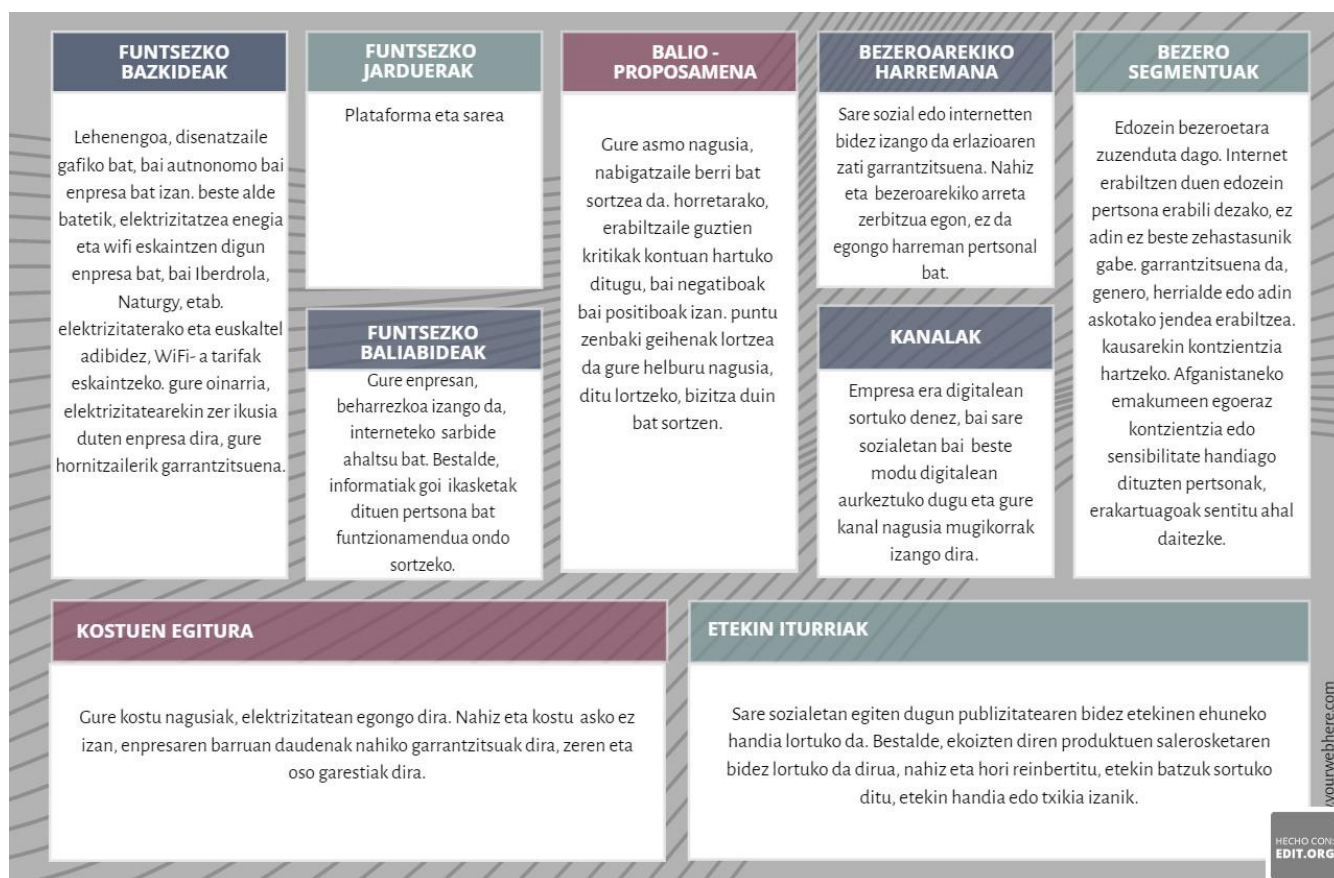 FUNTSEZKO
BAZKIDEAK
Lehenengoa, disenatzaile
gafiko bat, bai autnonomo bai
enpresa bat izan. beste alde
batetik, elektrizitatzea enegia
eta wifi eskaintzen digun
enpresa bat, bai Iberdrola,
Naturgy, etab.
elektrizitaterako eta euskaltel
adibidez, WiFi- a tarifak
eskaintzeko. gure oinarria,
elektrizitatearekin zer ikusia
duten enpresa dira, gure
hornitzailerik garrantzitsuena.
FUNTSEZKO
JARDUERAK
Plataforma eta sarea
FUNTSEZKO
BALIABIDEAK
Gure enpresan,
beharrezkoa izango da,
interneteko sarbide
ahaltsu bat. Bestalde,
informatiak goi ikasketak
dituen pertsona bat
funtzionamendua ondo
sortzeko.
BALIO -
PROPOSAMENA
Gure asmo nagusia,
nabigatzaile berri bat
sortzea da. horretarako,
erabiltzaile guztien
kritikak kontuan hartuko
ditugu, bai negatiboak
bai positiboak izan. puntu
zenbaki geihenak lortzea
da gure helburu nagusia,
ditu lortzeko, bizitza duin
bat sortzen.
BEZEROAREKIKO
HARREMANA
Sare sozial edo internetten
bidez izango da erlazioaren
zati garrantzitsuena. Nahiz
eta bezeroarekiko arreta
zerbitzua egon, ez da
egongo harreman pertsonal
bat.
KANALAK
Empresa era digitalean
sortuko denez, bai sare
sozialetan bai beste
modu digitalean
aurkeztuko dugu eta gure
kanal nagusia mugikorrak
izango dira.
BEZERO
SEGMENTUAK
Edozein bezeroetara
zuzenduta dago. Internet
erabiltzen duen edozein
pertsona erabili dezako, ez
adin ez beste zehastasunik
gabe. garrantzitsuena da,
genero, herrialde edo adin
askotako jendea erabiltzea.
kausarekin kontzientzia
hartzeko. Afganistaneko
emakumeen egoeraz
kontzientzia edo
sensibilitate handiago
dituzten pertsonak,
erakartuagoak sentitu ahal
daitezke.
KOSTUEN EGITURA
Gure kostu nagusiak, elektrizitatean egongo dira. Nahiz eta kostu asko ez
izan, enpresaren barruan daudenak nahiko garrantzitsuak dira, zeren eta
oso garestiak dira.
ETEKIN ITURRIAK
Sare sozialetan egiten dugun publizitatearen bidez etekinen ehuneko
handia lortuko da. Bestalde, ekoizten diren produktuen salerosketaren
bidez lortuko da dirua, nahiz eta hori reinbertitu, etekin batzuk sortuko
ditu, etekin handia edo txikia izanik.
yourwebhere.com
HECHO CON:
EDIT.ORG